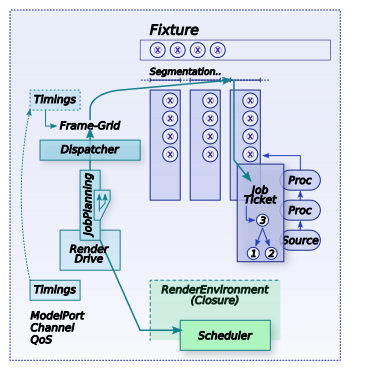 Fixture
x x x x
Segmentation..
Timings
x x x
x x x
Frame-Grid
x x x
Dispatcher
x x x
JobPlanning
Job
Ticket
Proc
3
Proc
Render
Drive
1 2
Source
Timings
RenderEnvironment
(Closure)
ModelPort
Channel
QoS
Scheduler